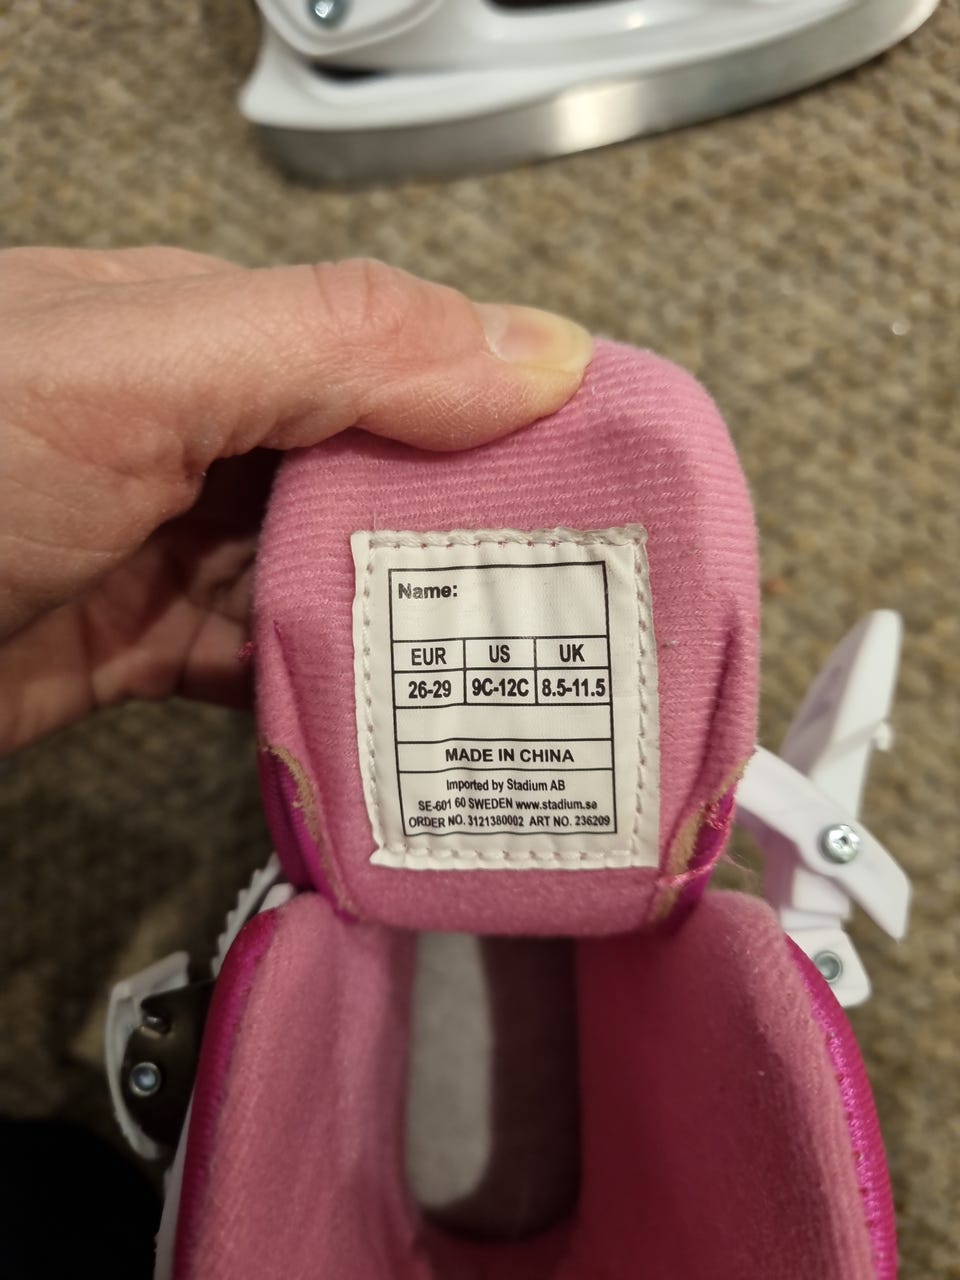 Name:
EUR US UK
26-29 9C-12C 8.5-11.5
MADE IN CHINA
Imported by Stadium AB
SE-601 60 SWEDEN www.stadium.se
ORDER NO. 3121380002 ART NO. 236209